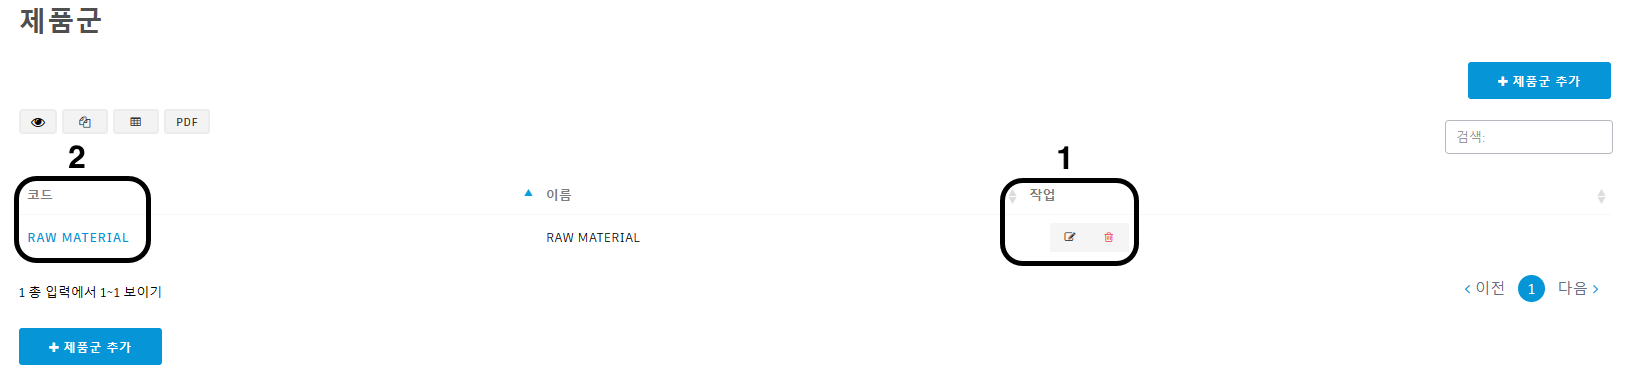 제품군
+ 제품군 추가
PDF
검색:
2
1
코드 이름 작업
RAW MATERIAL RAW MATERIAL
1 총 입력에서 1~1 보이기
< 이전 1 다음 >
+ 제품군 추가